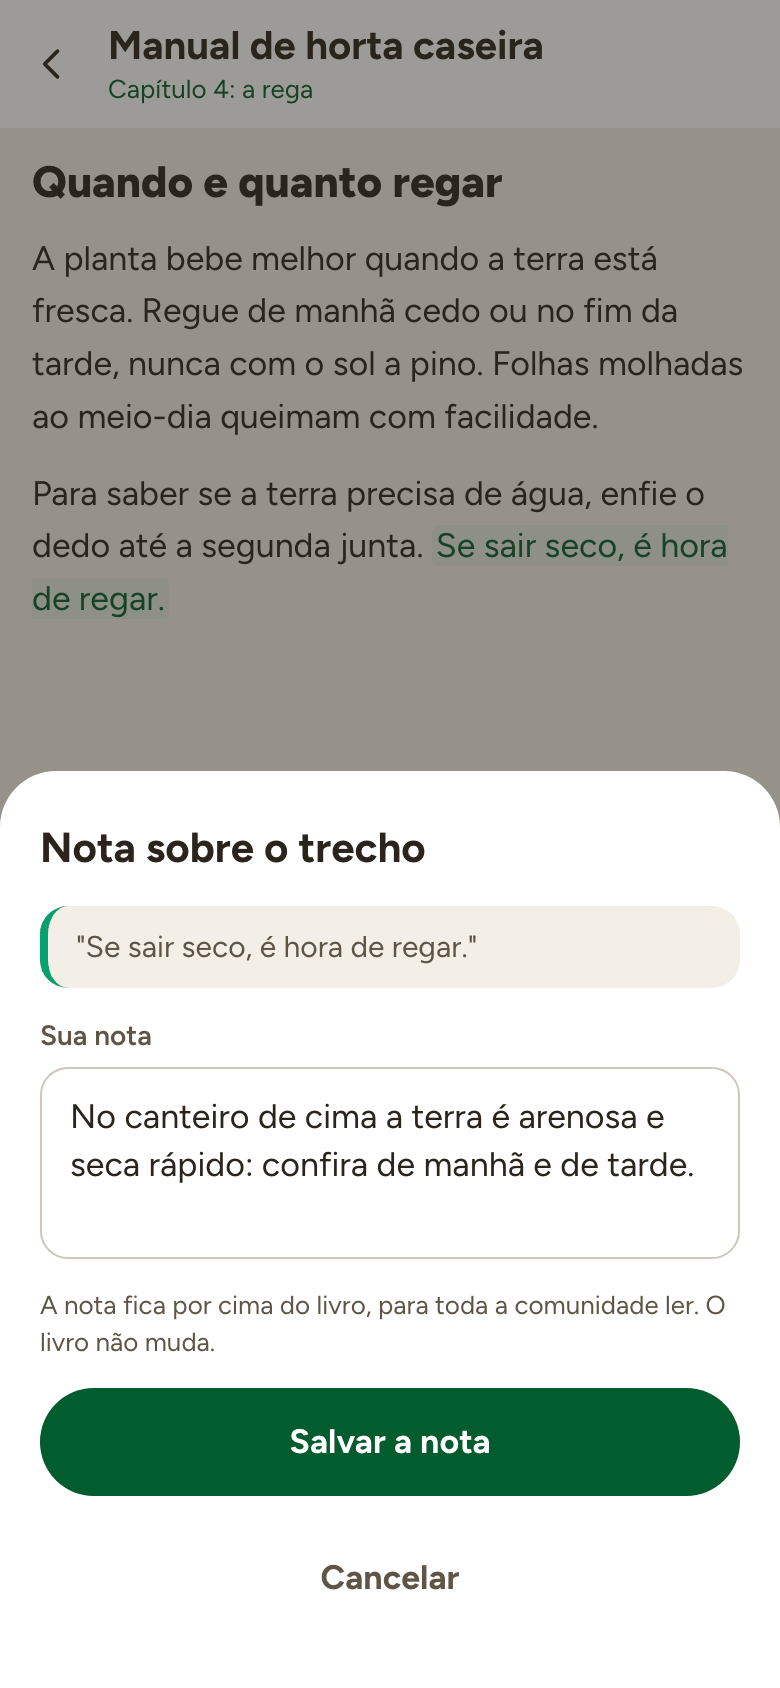 Manual de horta caseira
Capítulo 4: a rega
Quando e quanto regar
A planta bebe melhor quando a terra está
fresca. Regue de manhã cedo ou no fim da
tarde, nunca com o sol a pino. Folhas molhadas
ao meio-dia queimam com facilidade.
Para saber se a terra precisa de água, enfie o
dedo até a segunda junta. Se sair seco, é hora
de regar.
Nota sobre o trecho
"Se sair seco, é hora de regar."
Sua nota
No canteiro de cima a terra é arenosa e
seca rápido: confira de manhã e de tarde.
A nota fica por cima do livro, para toda a comunidade ler. O
livro não muda.
Salvar a nota
Cancelar